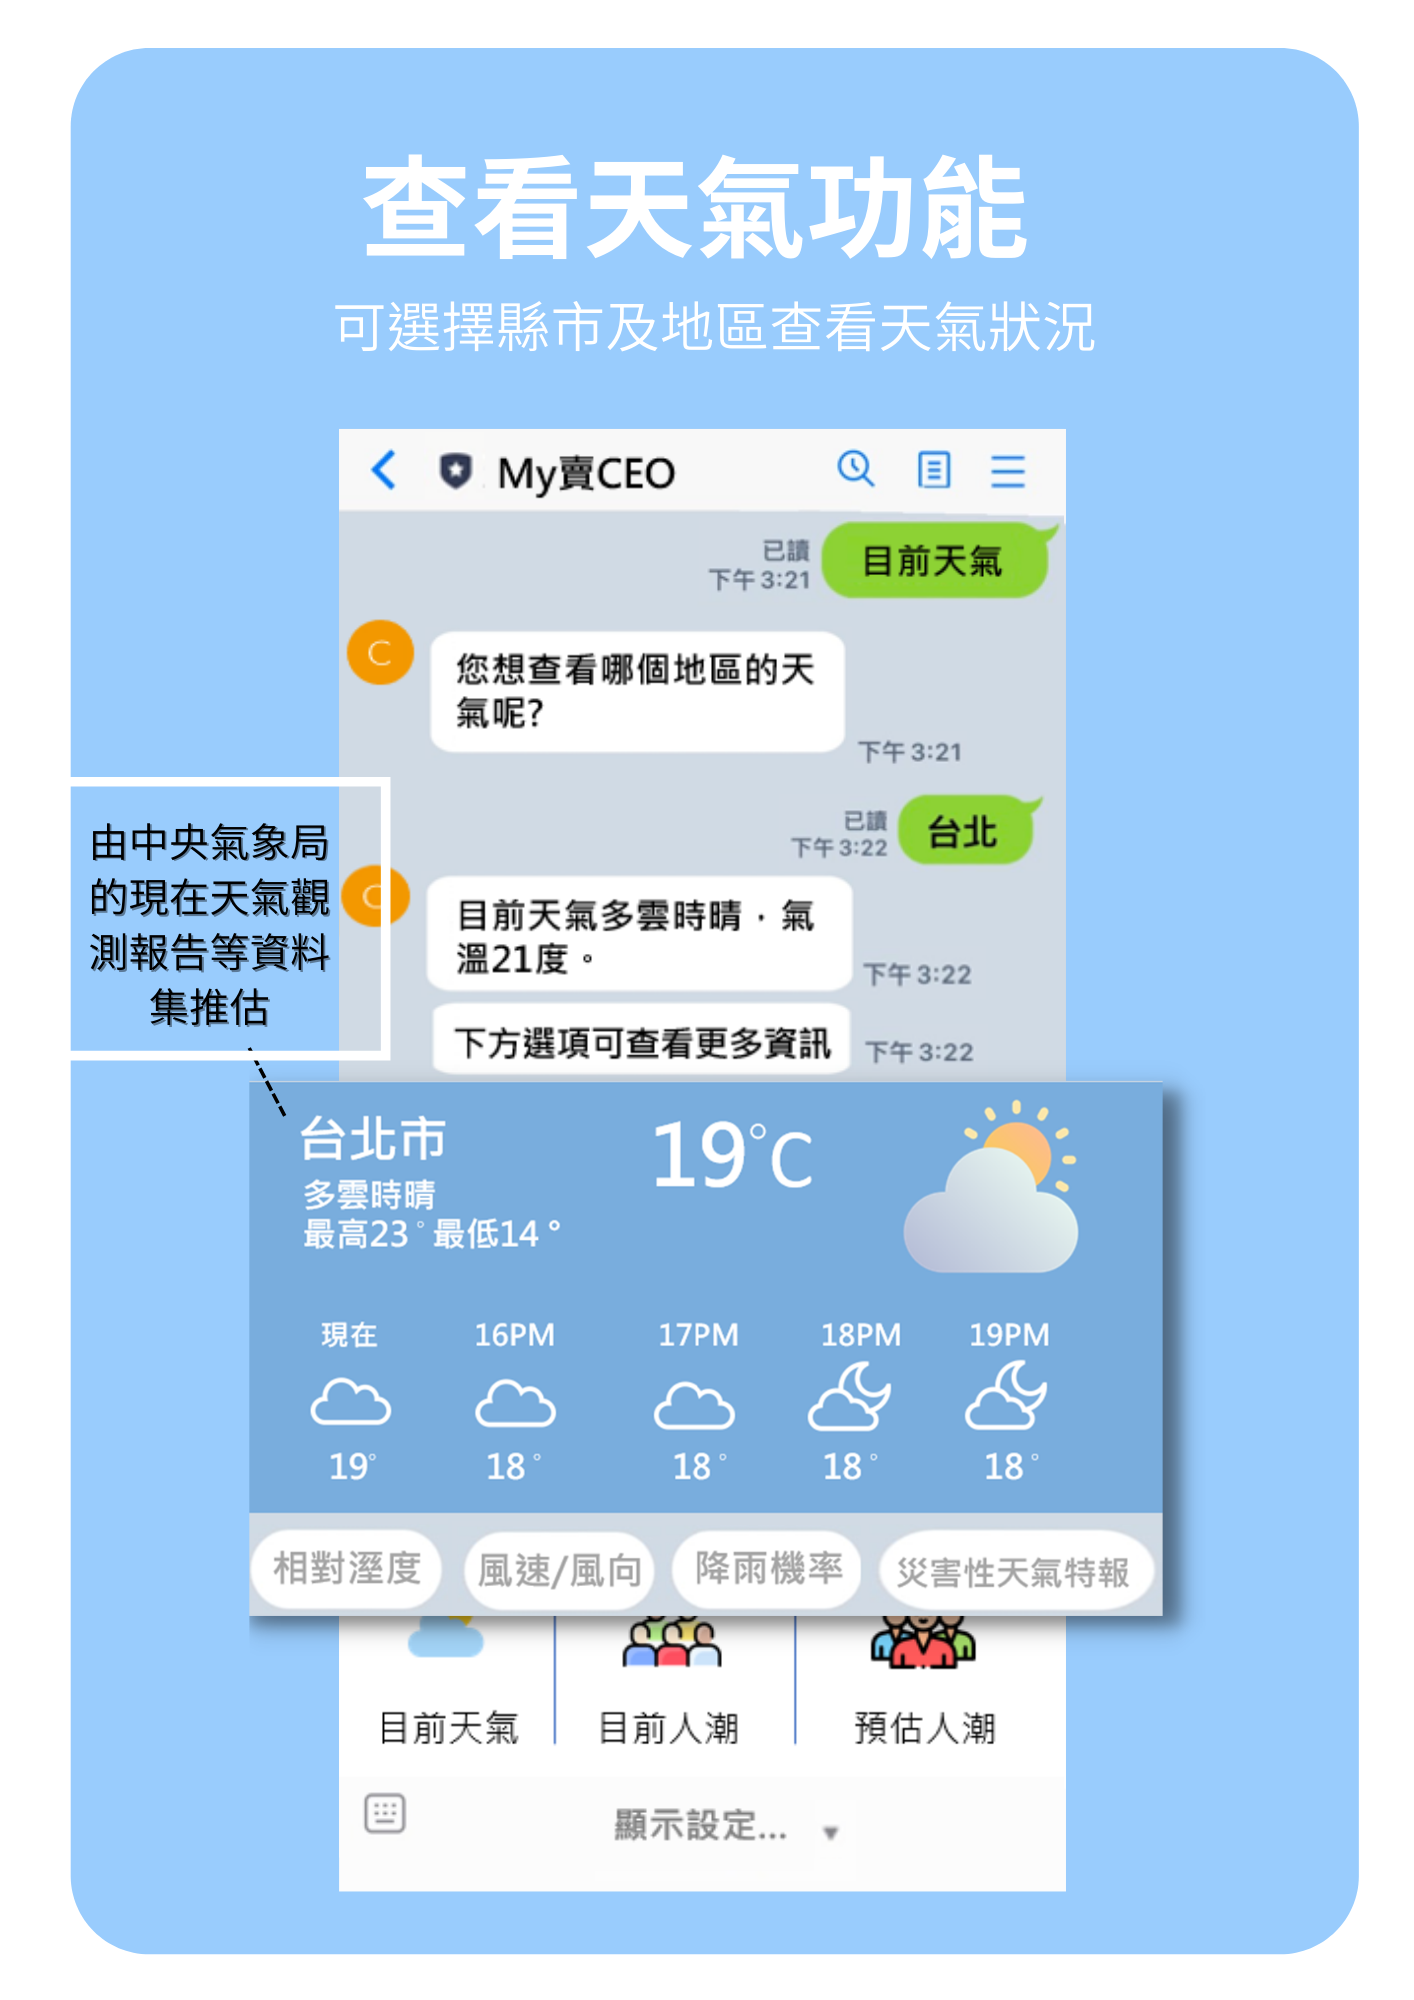 查看天氣功能
可選擇縣市及地區查看天氣狀況
My賣CEO
已讀
下午 3:21
目前天氣
C
您想查看哪個地區的天
氣呢?
下午 3:21
已讀
下午 3:22
台北
由中央氣象局
的現在天氣觀
測報告等資料
集推估
C
目前天氣多雲時晴，氣
溫21度。
下午 3:22
下方選項可查看更多資訊
下午 3:22
台北市
多雲時晴
最高23° 最低14°
19°C
現在 16PM 17PM 18PM 19PM
19° 18° 18° 18° 18°
相對溼度 風速/風向 降雨機率 災害性天氣特報
目前天氣 目前人潮 預估人潮
顯示設定... ▼